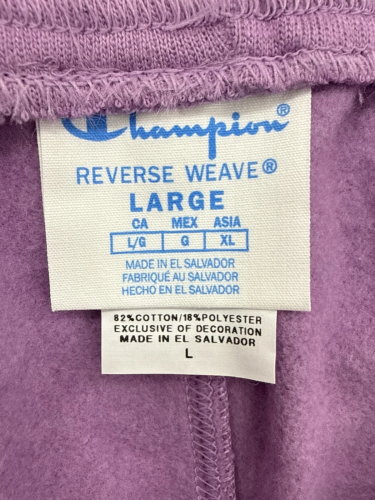 Champion®
REVERSE WEAVE®
LARGE
CA MEX ASIA
L/G G XL
MADE IN EL SALVADOR
FABRIQUÉ AU SALVADOR
HECHO EN EL SALVADOR
82%COTTON/18%POLYESTER
EXCLUSIVE OF DECORATION
MADE IN EL SALVADOR
L